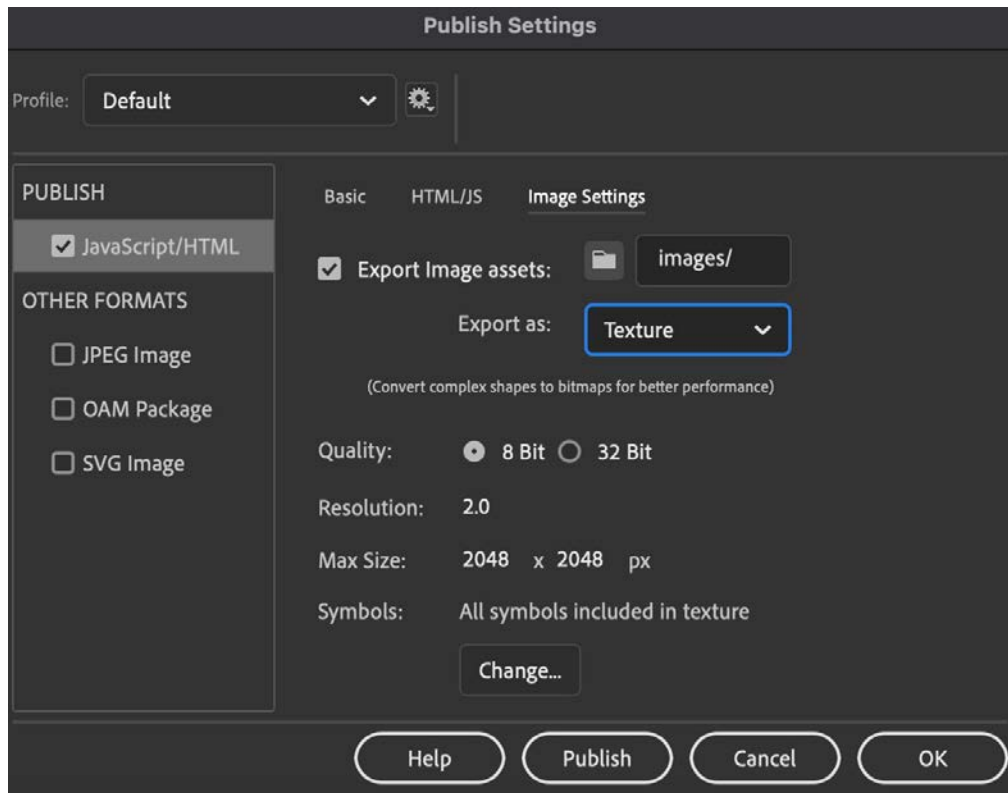 Publish Settings
Profile: Default
PUBLISH
JavaScript/HTML
OTHER FORMATS
JPEG Image
OAM Package
SVG Image
Basic HTML/JS Image Settings
Export Image assets: images/
Export as: Texture
(Convert complex shapes to bitmaps for better performance)
Quality: 8 Bit 32 Bit
Resolution: 2.0
Max Size: 2048 x 2048 px
Symbols: All symbols included in texture
Change...
Help Publish Cancel OK